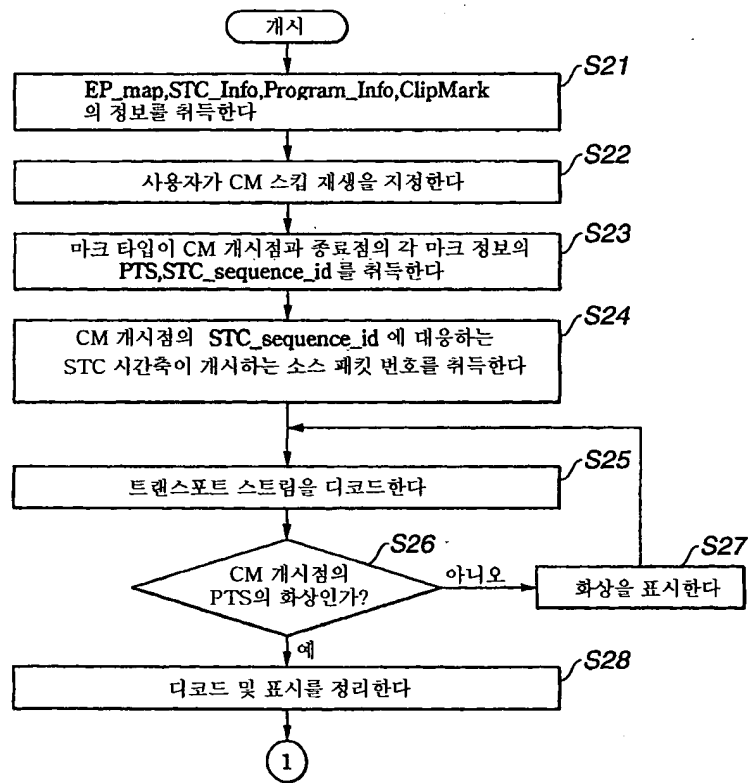 개시
S21
EP_map,STC_Info,Program_Info,ClipMark
의 정보를 취득한다
S22
사용자가 CM 스킵 재생을 지정한다
S23
마크 타입이 CM 개시점과 종료점의 각 마크 정보의
PTS,STC_sequence_id 를 취득한다
S24
CM 개시점의 STC_sequence_id 에 대응하는
STC 시간축이 개시하는 소스 패킷 번호를 취득한다
S25
트랜스포트 스트림을 디코드한다
S26
CM 개시점의
PTS의 화상인가?
아니오
S27
화상을 표시한다
예
S28
디코드 및 표시를 정리한다
1